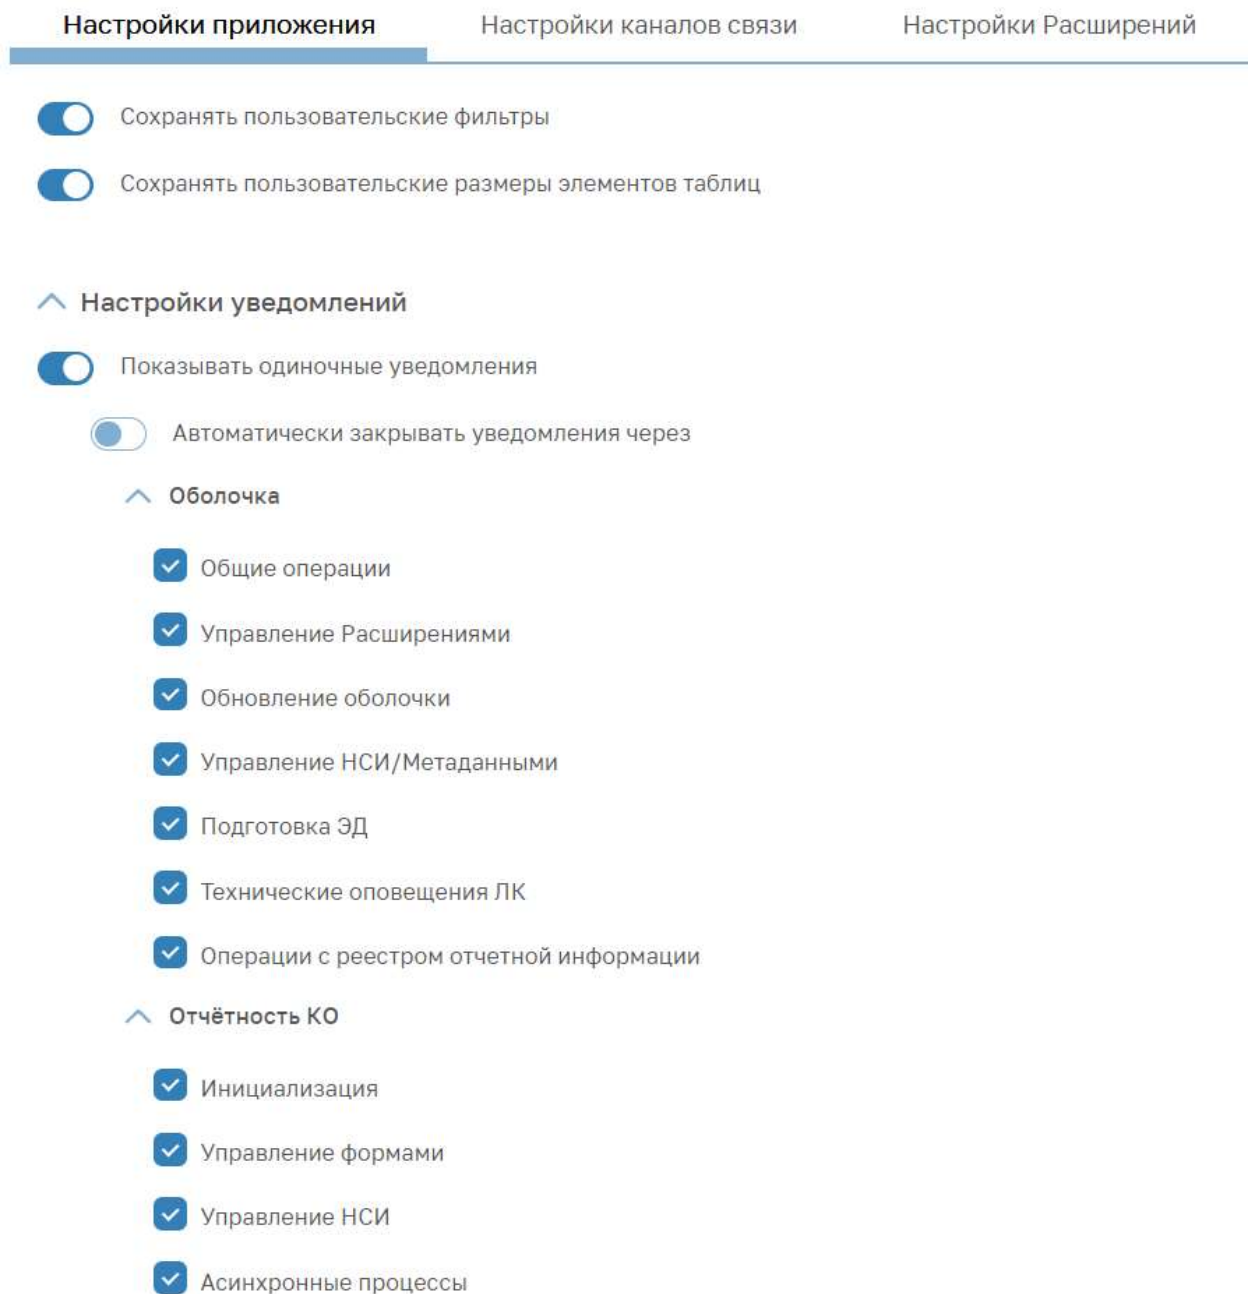 Настройки приложения Настройки каналов связи Настройки Расширений
Сохранять пользовательские фильтры
Сохранять пользовательские размеры элементов таблиц
Настройки уведомлений
Показывать одиночные уведомления
Автоматически закрывать уведомления через
Оболочка
Общие операции
Управление Расширениями
Обновление оболочки
Управление НСИ/Метаданными
Подготовка ЭД
Технические оповещения ЛК
Операции с реестром отчетной информации
Отчётность КО
Инициализация
Управление формами
Управление НСИ
Асинхронные процессы